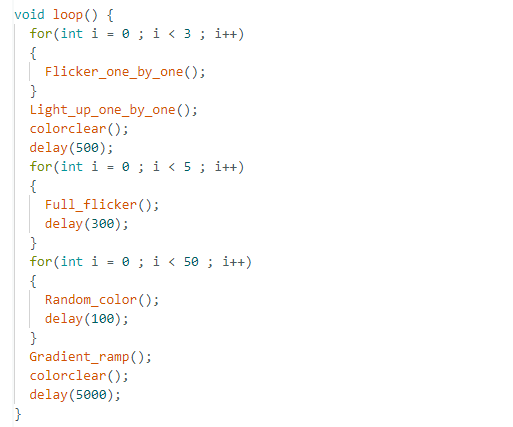 void loop() {
for(int i = 0 ; i < 3 ; i++)
{
Flicker_one_by_one();
}
Light_up_one_by_one();
colorclear();
delay(500);
for(int i = 0 ; i < 5 ; i++)
{
Full_flicker();
delay(300);
}
for(int i = 0 ; i < 50 ; i++)
{
Random_color();
delay(100);
}
Gradient_ramp();
colorclear();
delay(5000);
}